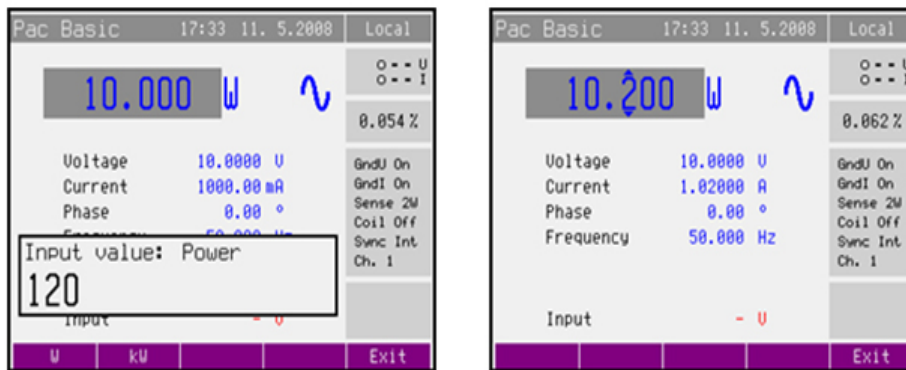 Pac Basic 17:33 11. 5.2008 Local
10.000 W
0.054 %
Voltage 10.0000 V
Current 1000.00 mA
Phase 0.00 °
Input value: Power
120
Input - V
GndU On
GndI On
Sense 2W
Coil Off
Sync Int
Ch. 1
W kW Exit
Pac Basic 17:33 11. 5.2008 Local
10.200 W
0.062 %
Voltage 10.0000 V
Current 1.02000 A
Phase 0.00 °
Frequency 50.000 Hz
Input - V
GndU On
GndI On
Sense 2W
Coil Off
Sync Int
Ch. 1
Exit